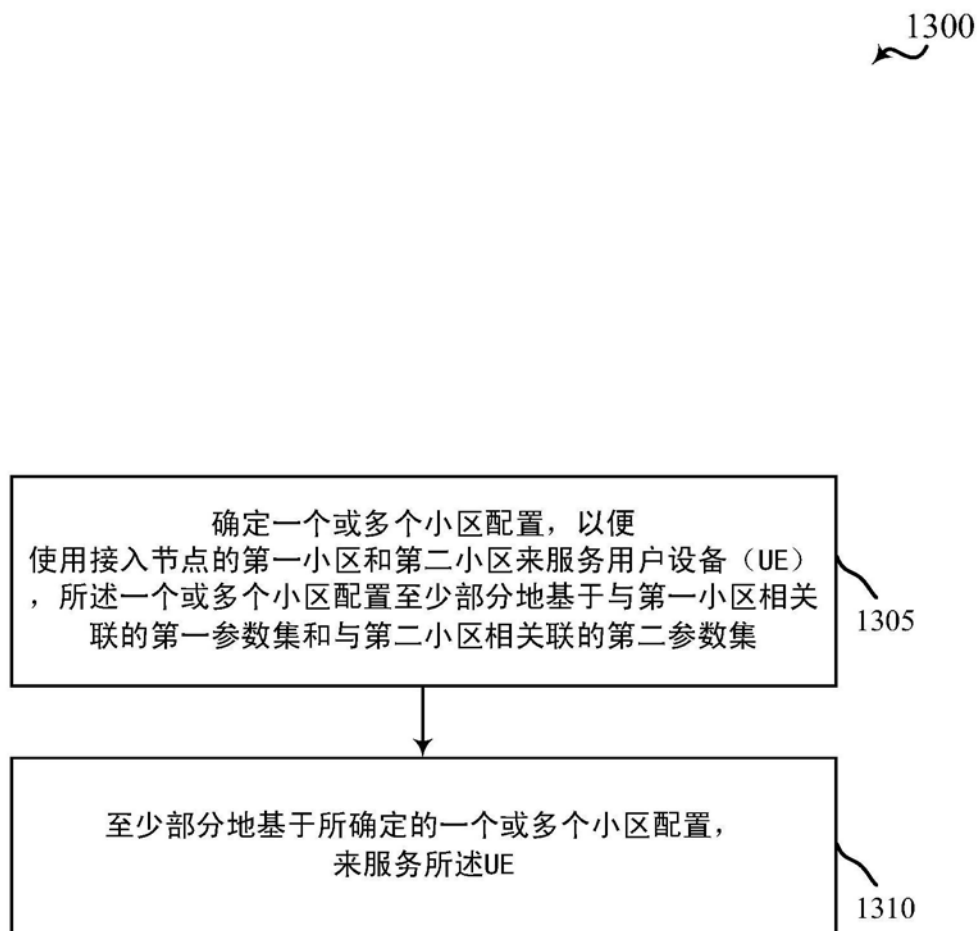 1300
确定一个或多个小区配置，以便
使用接入节点的第一小区和第二小区来服务用户设备（UE）
，所述一个或多个小区配置至少部分地基于与第一小区相关
联的第一参数集和与第二小区相关联的第二参数集
1305
至少部分地基于所确定的一个或多个小区配置，
来服务所述UE
1310